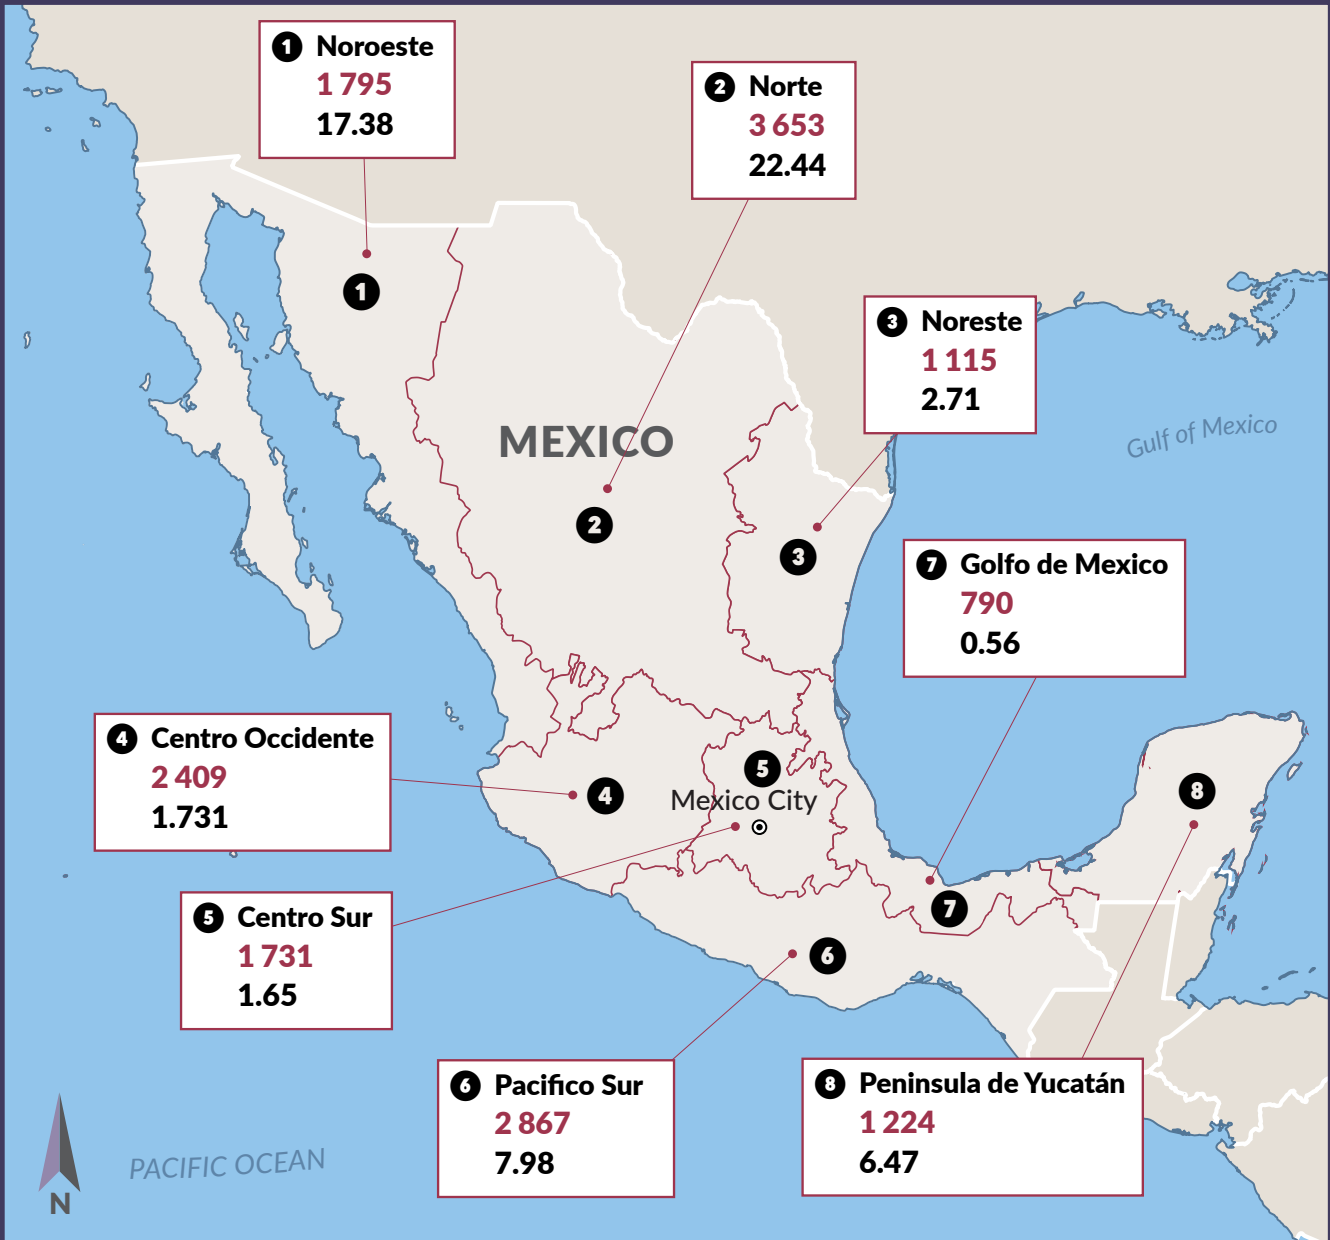 1 Noroeste
1 795
17.38
2 Norte
3 653
22.44
3 Noreste
1 115
2.71
Gulf of Mexico
MEXICO
7 Golfo de Mexico
790
0.56
4 Centro Occidente
2 409
1.731
Mexico City
5 Centro Sur
1 731
1.65
6 Pacifico Sur
2 867
7.98
8 Peninsula de Yucatán
1 224
6.47
PACIFIC OCEAN
N
1
2
3
4
5
6
7
8